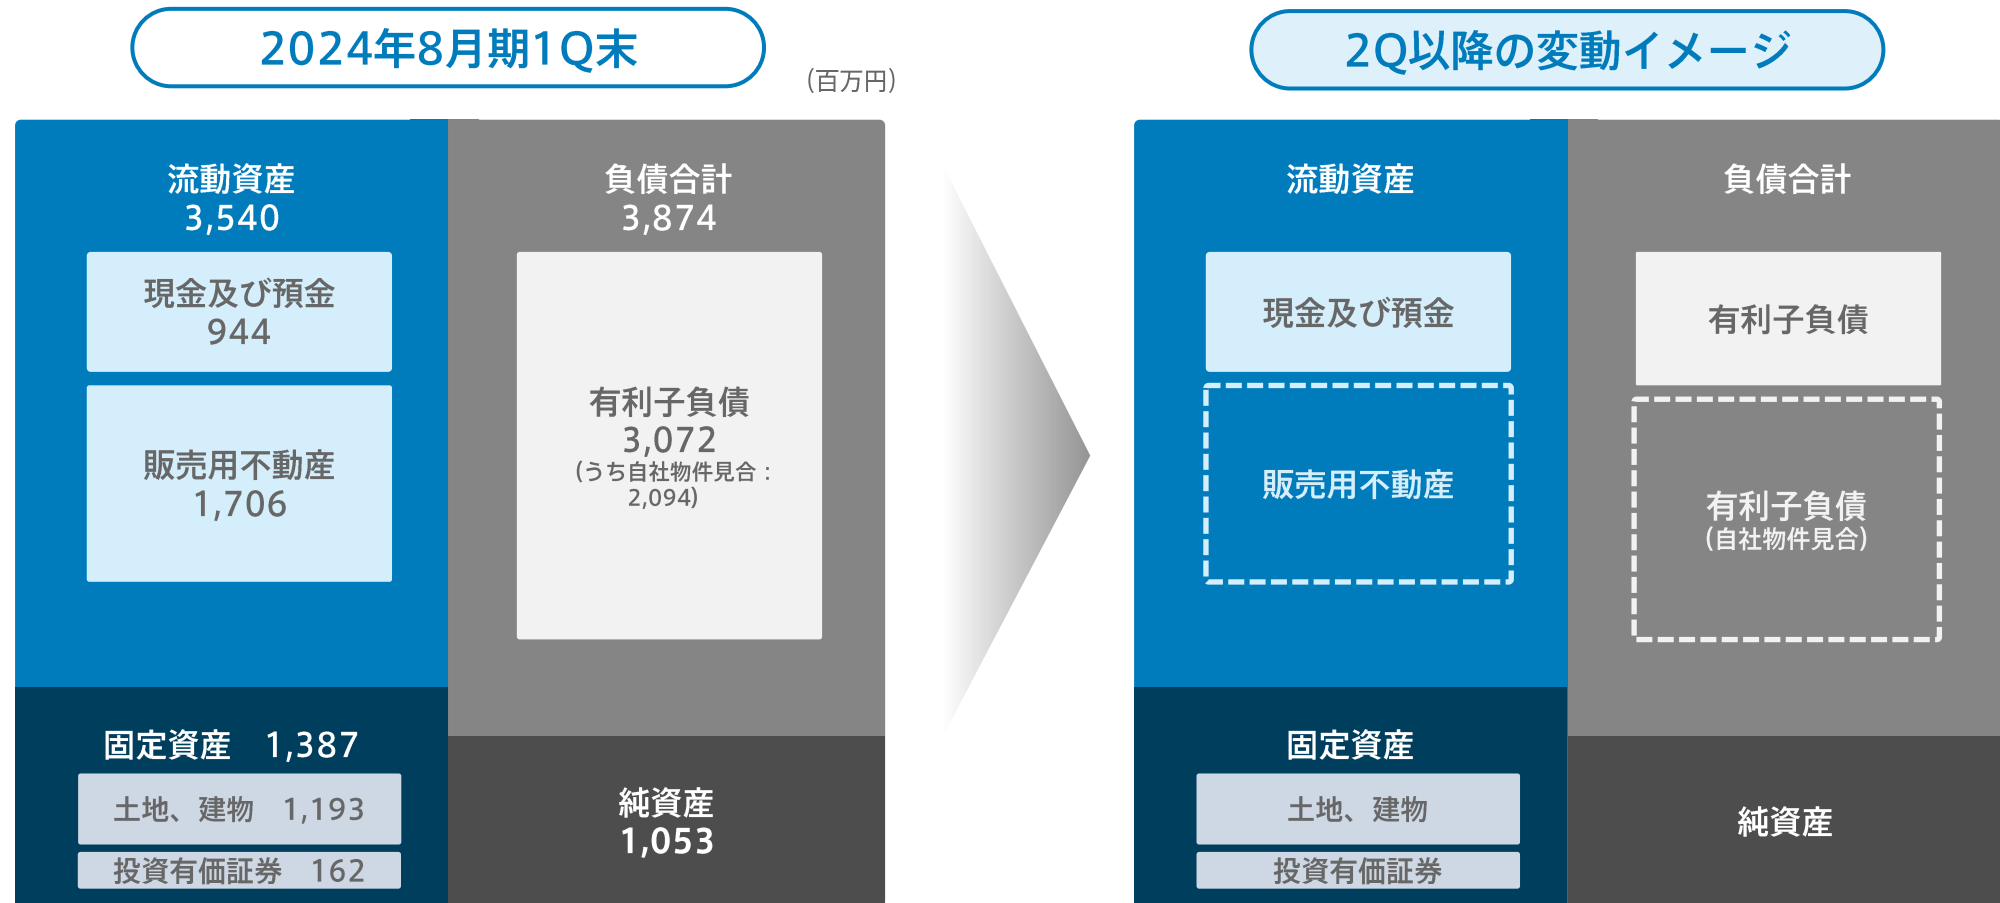 2024年8月期1Q末
(百万円)
流動資産
3,540
現金及び預金
944
販売用不動産
1,706
固定資産　1,387
土地、建物　1,193
投資有価証券　162
負債合計
3,874
有利子負債
3,072
(うち自社物件見合：
2,094)
純資産
1,053
2Q以降の変動イメージ
流動資産
現金及び預金
販売用不動産
固定資産
土地、建物
投資有価証券
負債合計
有利子負債
有利子負債
(自社物件見合)
純資産